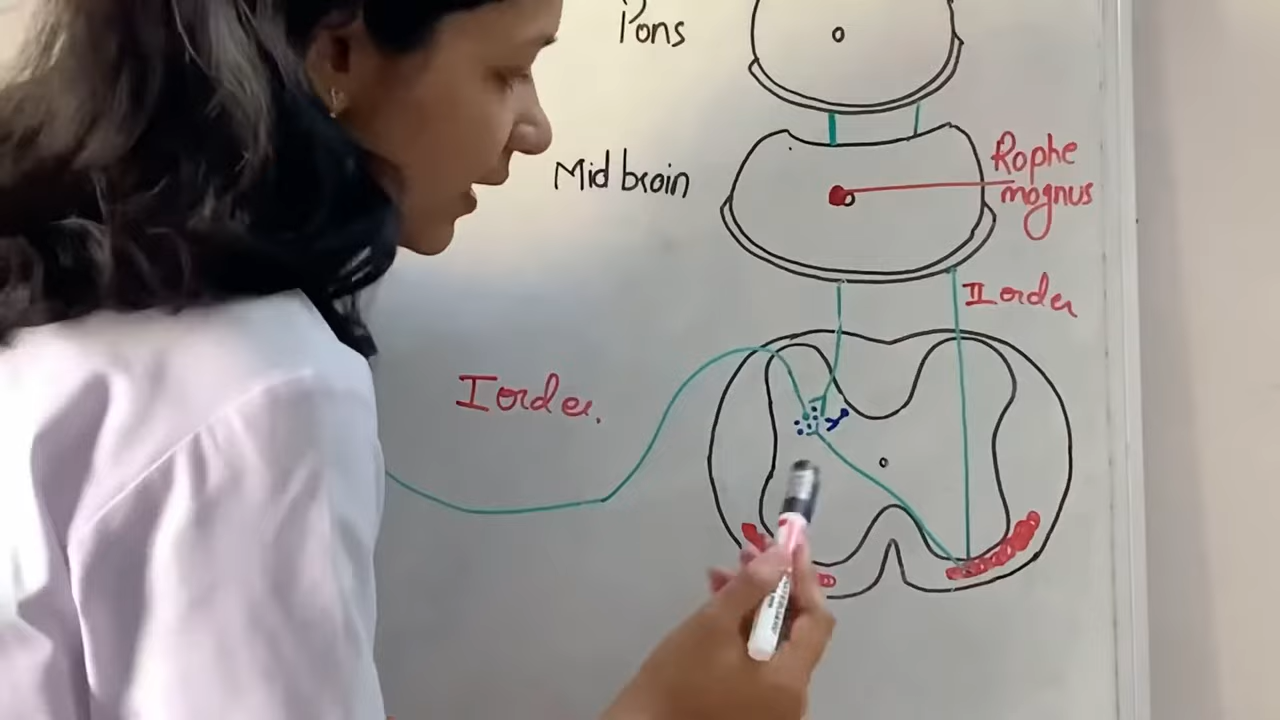 Pons
Mid brain
Raphe
magnus
II order
I order.